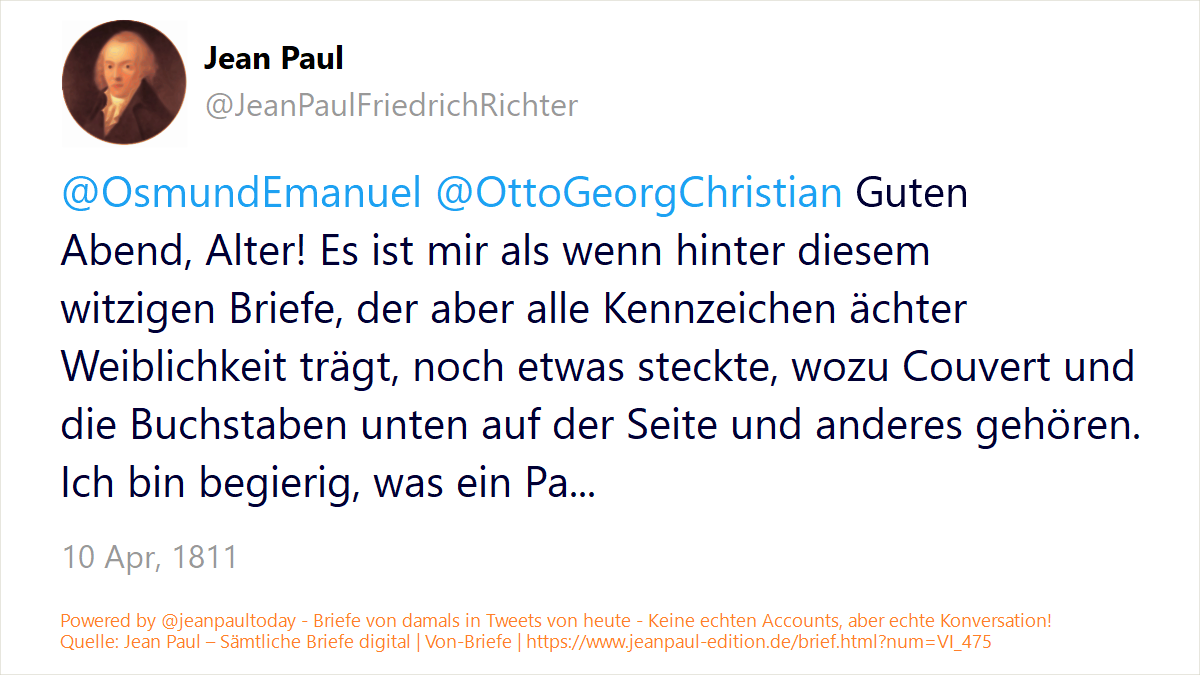 Jean Paul
@JeanPaulFriedrichRichter
@OsmundEmanuel @OttoGeorgChristian Guten
Abend, Alter! Es ist mir als wenn hinter diesem
witzigen Briefe, der aber alle Kennzeichen ächter
Weiblichkeit trägt, noch etwas steckte, wozu Couvert und
die Buchstaben unten auf der Seite und anderes gehören.
Ich bin begierig, was ein Pa...
10 Apr, 1811
Powered by @jeanpaultoday - Briefe von damals in Tweets von heute - Keine echten Accounts, aber echte Konversation!
Quelle: Jean Paul – Sämtliche Briefe digital | Von-Briefe | https://www.jeanpaul-edition.de/brief.html?num=VI_475